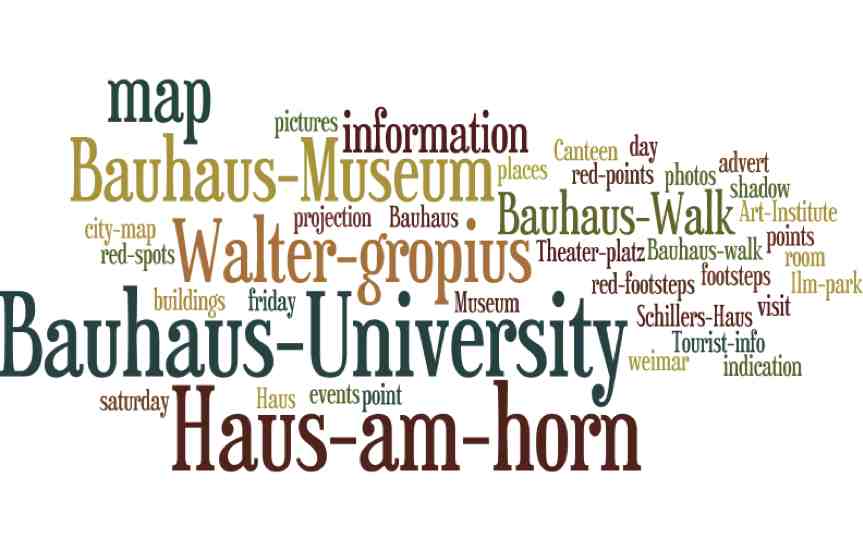 map
pictures
information
Canteen
day
Bauhaus-Museum
places
red-points
photos
advert
shadow
projection
Bauhaus
Bauhaus-Walk
Art-Institute
city-map
red-spots
Walter-gropius
Theater-platz
Bauhaus-walk
points
room
red-footsteps
footsteps
Ilm-park
buildings
friday
Museum
Schillers-Haus
visit
Bauhaus-University
Tourist-info
weimar
indication
saturday
Haus
events
point
Haus-am-horn